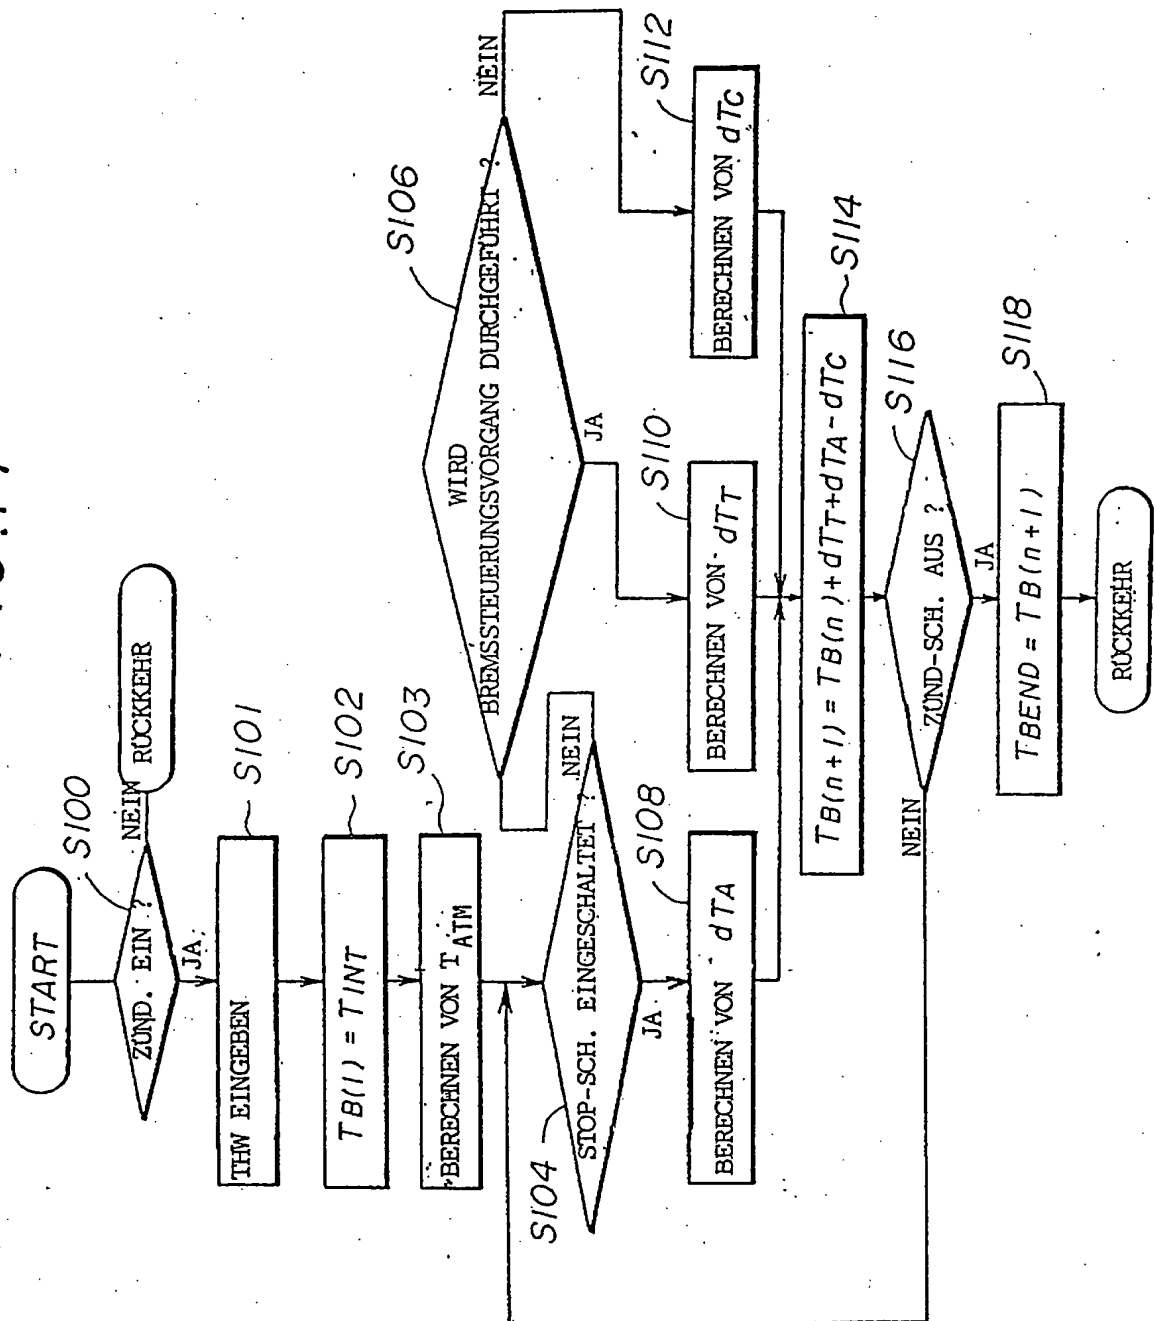 START
ZÜND. EIN ?
S100
NEIN
RÜCKKEHR
JA
THW EINGEBEN
S101
TB(1) = TINT
S102
BERECHNEN VON TATM
S103
STOP-SCH. EINGESCHALTET ?
S104
NEIN
JA
WIRD
BREMSSTEUERUNGSVORGANG DURCHGEFÜHRT ?
S106
NEIN
JA
BERECHNEN VON dTA
S108
BERECHNEN VON dTT
S110
BERECHNEN VON dTC
S112
TB(n+1) = TB(n)+dTT+dTA-dTC
S114
ZÜND-SCH. AUS ?
S116
NEIN
JA
TBEND = TB(n+1)
S118
RÜCKKEHR